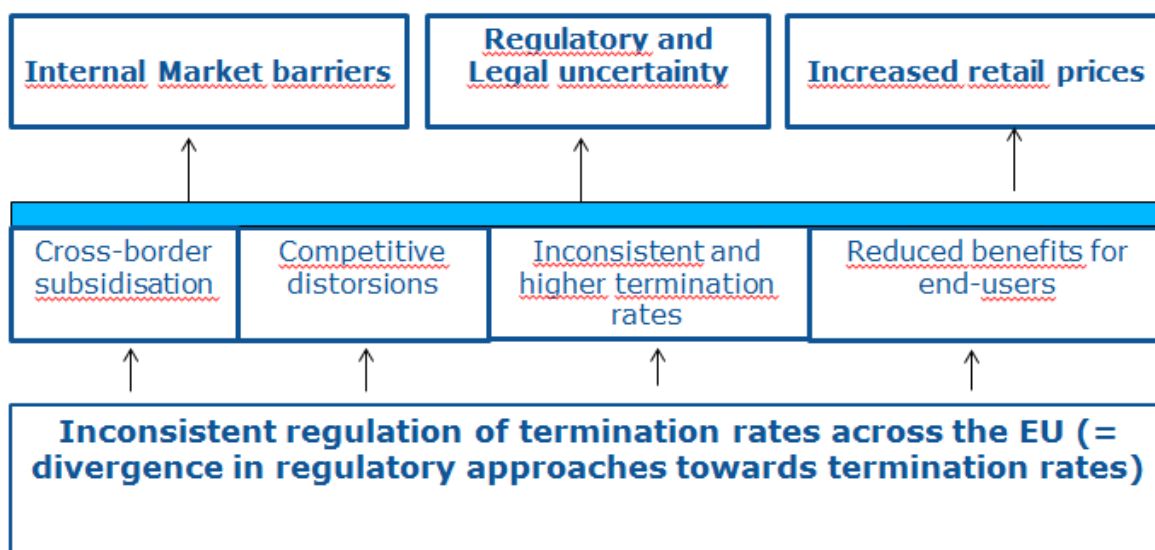 Internal Market barriers
Regulatory and
Legal uncertainty
Increased retail prices
Cross-border
subsidisation
Competitive
distorsions
Inconsistent and
higher termination
rates
Reduced benefits for
end-users
Inconsistent regulation of termination rates across the EU (=
divergence in regulatory approaches towards termination rates)